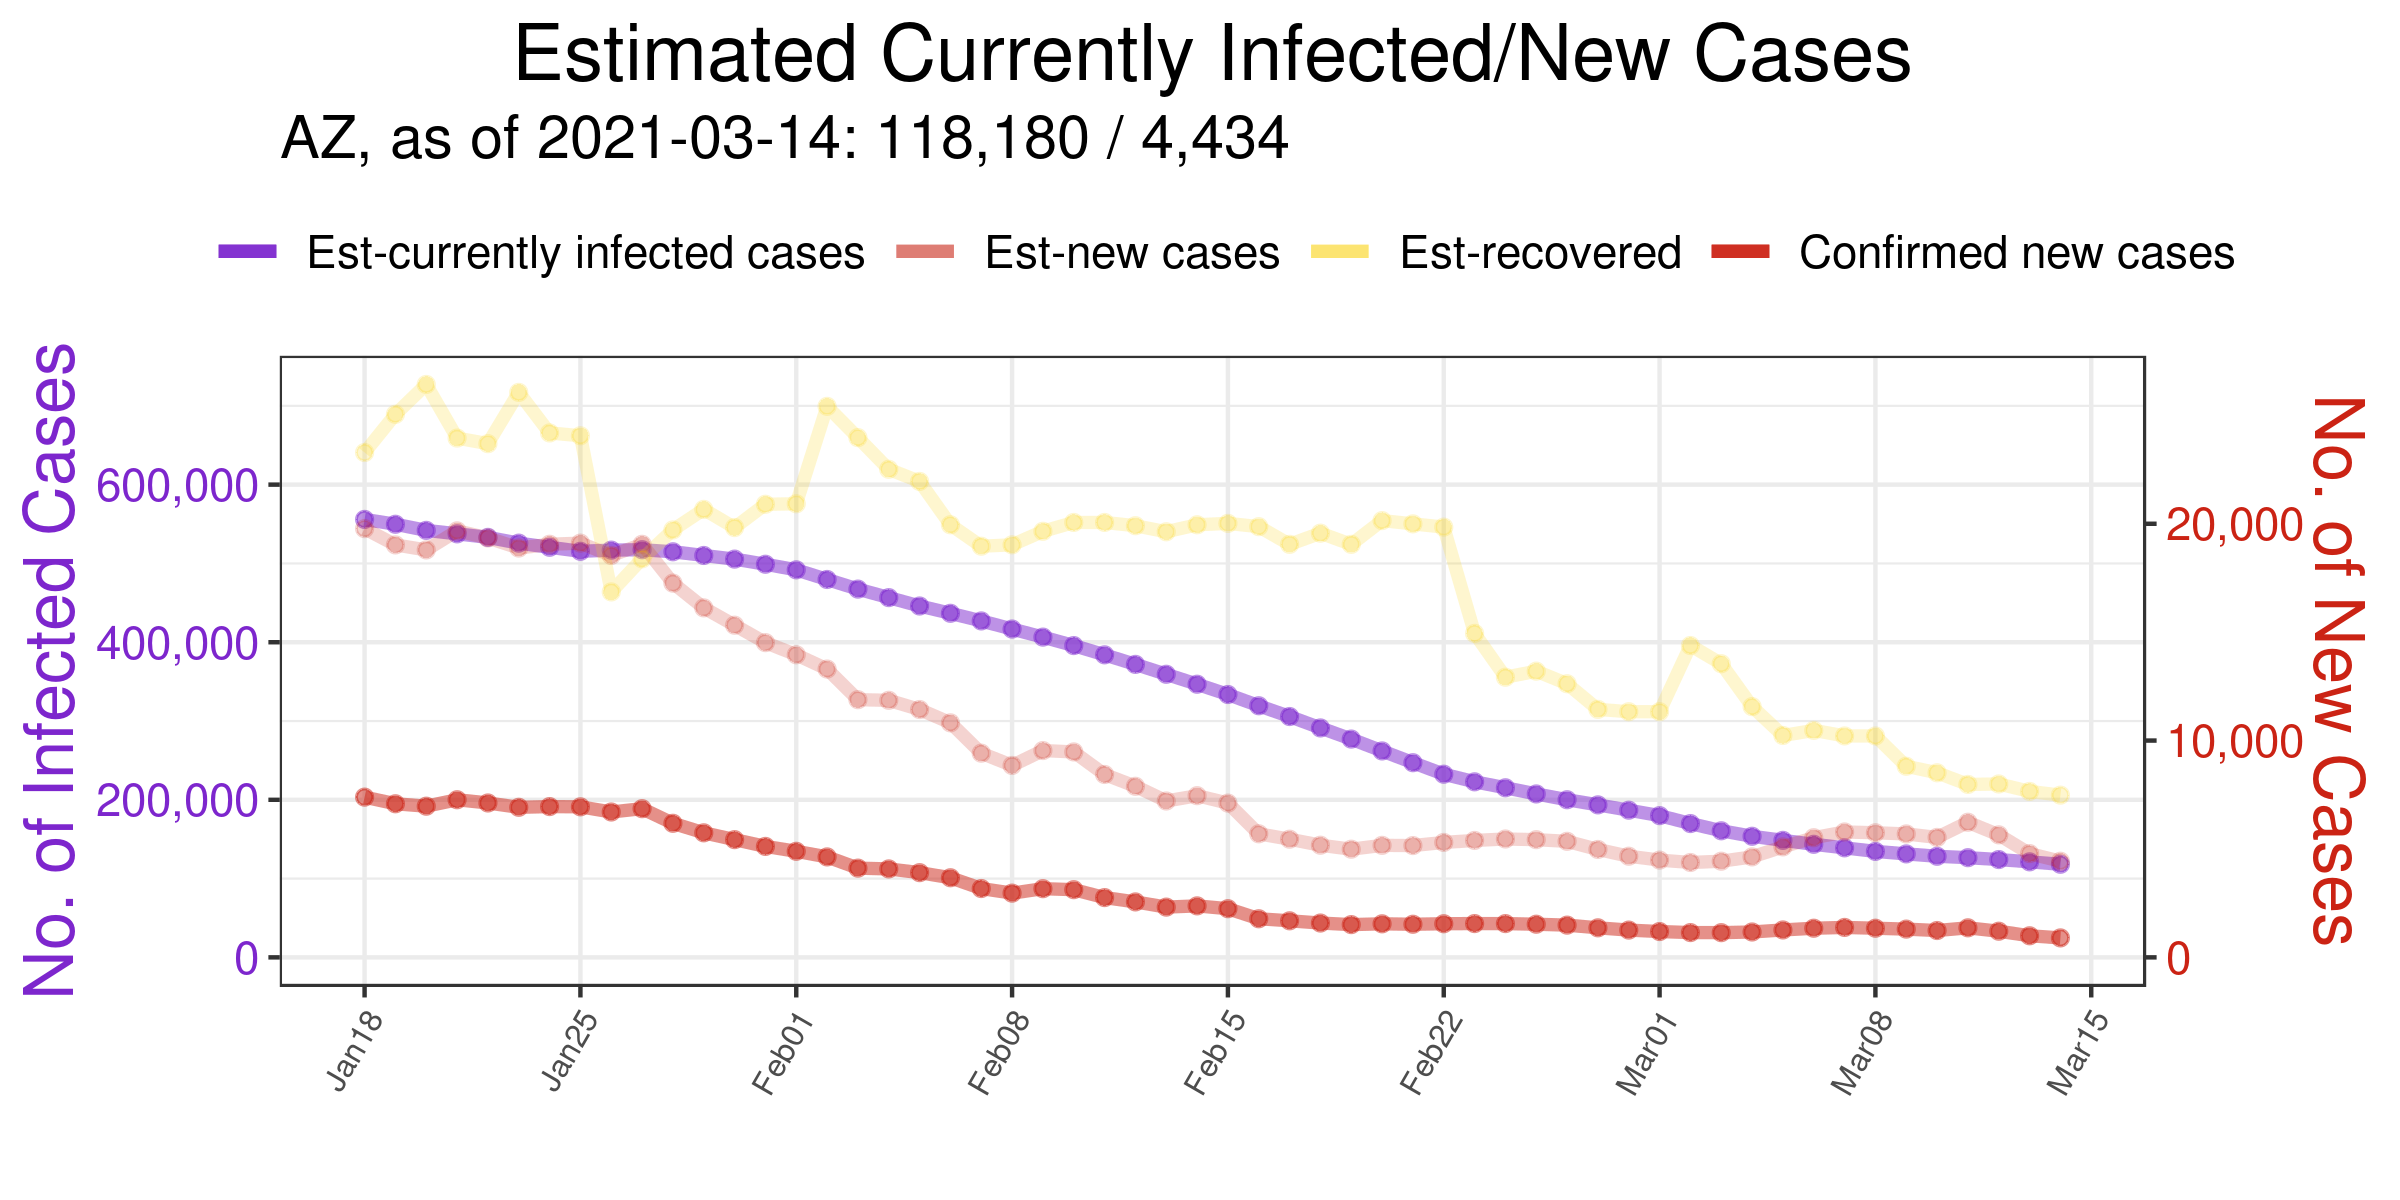 Estimated Currently Infected/New Cases
AZ, as of 2021-03-14: 118,180 / 4,434
Est-currently infected cases Est-new cases Est-recovered Confirmed new cases
No. of Infected Cases
600,000
400,000
200,000
0
20,000
10,000
0
No. of New Cases
Jan18 Jan25 Feb01 Feb08 Feb15 Feb22 Mar01 Mar08 Mar15